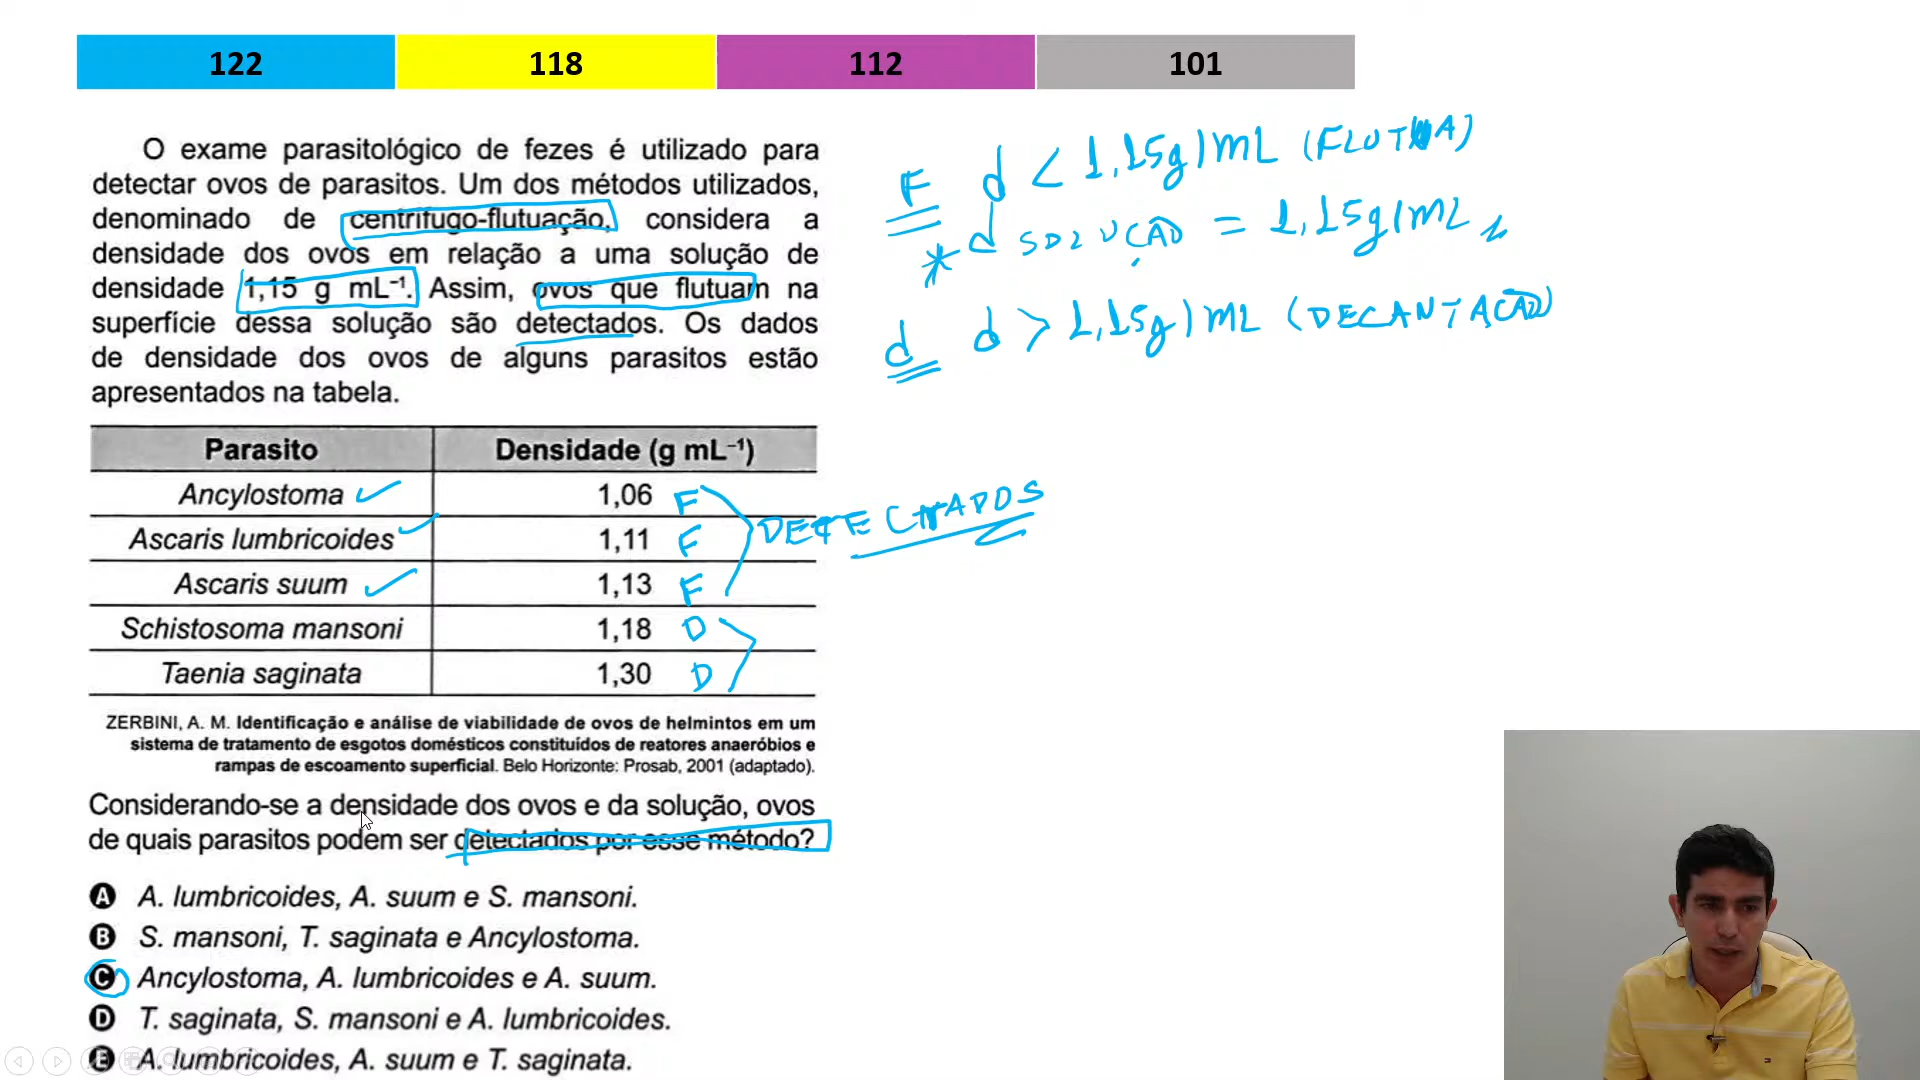 122 118 112 101
O exame parasitológico de fezes é utilizado para
detectar ovos de parasitos. Um dos métodos utilizados,
denominado de centrífugo-flutuação, considera a
densidade dos ovos em relação a uma solução de
densidade 1,15 g mL⁻¹. Assim, ovos que flutuam na
superfície dessa solução são detectados. Os dados
de densidade dos ovos de alguns parasitos estão
apresentados na tabela.
Parasito Densidade (g mL⁻¹)
Ancylostoma 1,06 F
Ascaris lumbricoides 1,11 F
Ascaris suum 1,13 F
Schistosoma mansoni 1,18 D
Taenia saginata 1,30 D
DETECTADOS
ZERBINI, A. M. Identificação e análise de viabilidade de ovos de helmintos em um
sistema de tratamento de esgotos domésticos constituídos de reatores anaeróbios e
rampas de escoamento superficial. Belo Horizonte: Prosab, 2001 (adaptado).
Considerando-se a densidade dos ovos e da solução, ovos
de quais parasitos podem ser detectados por esse método?
A A. lumbricoides, A. suum e S. mansoni.
B S. mansoni, T. saginata e Ancylostoma.
C Ancylostoma, A. lumbricoides e A. suum.
D T. saginata, S. mansoni e A. lumbricoides.
E A. lumbricoides, A. suum e T. saginata.
F d < 1,15g/mL (FLUTUA)
* d SOLUÇÃO = 1,15g/mL
d d > 1,15g/mL (DECANTAÇÃO)